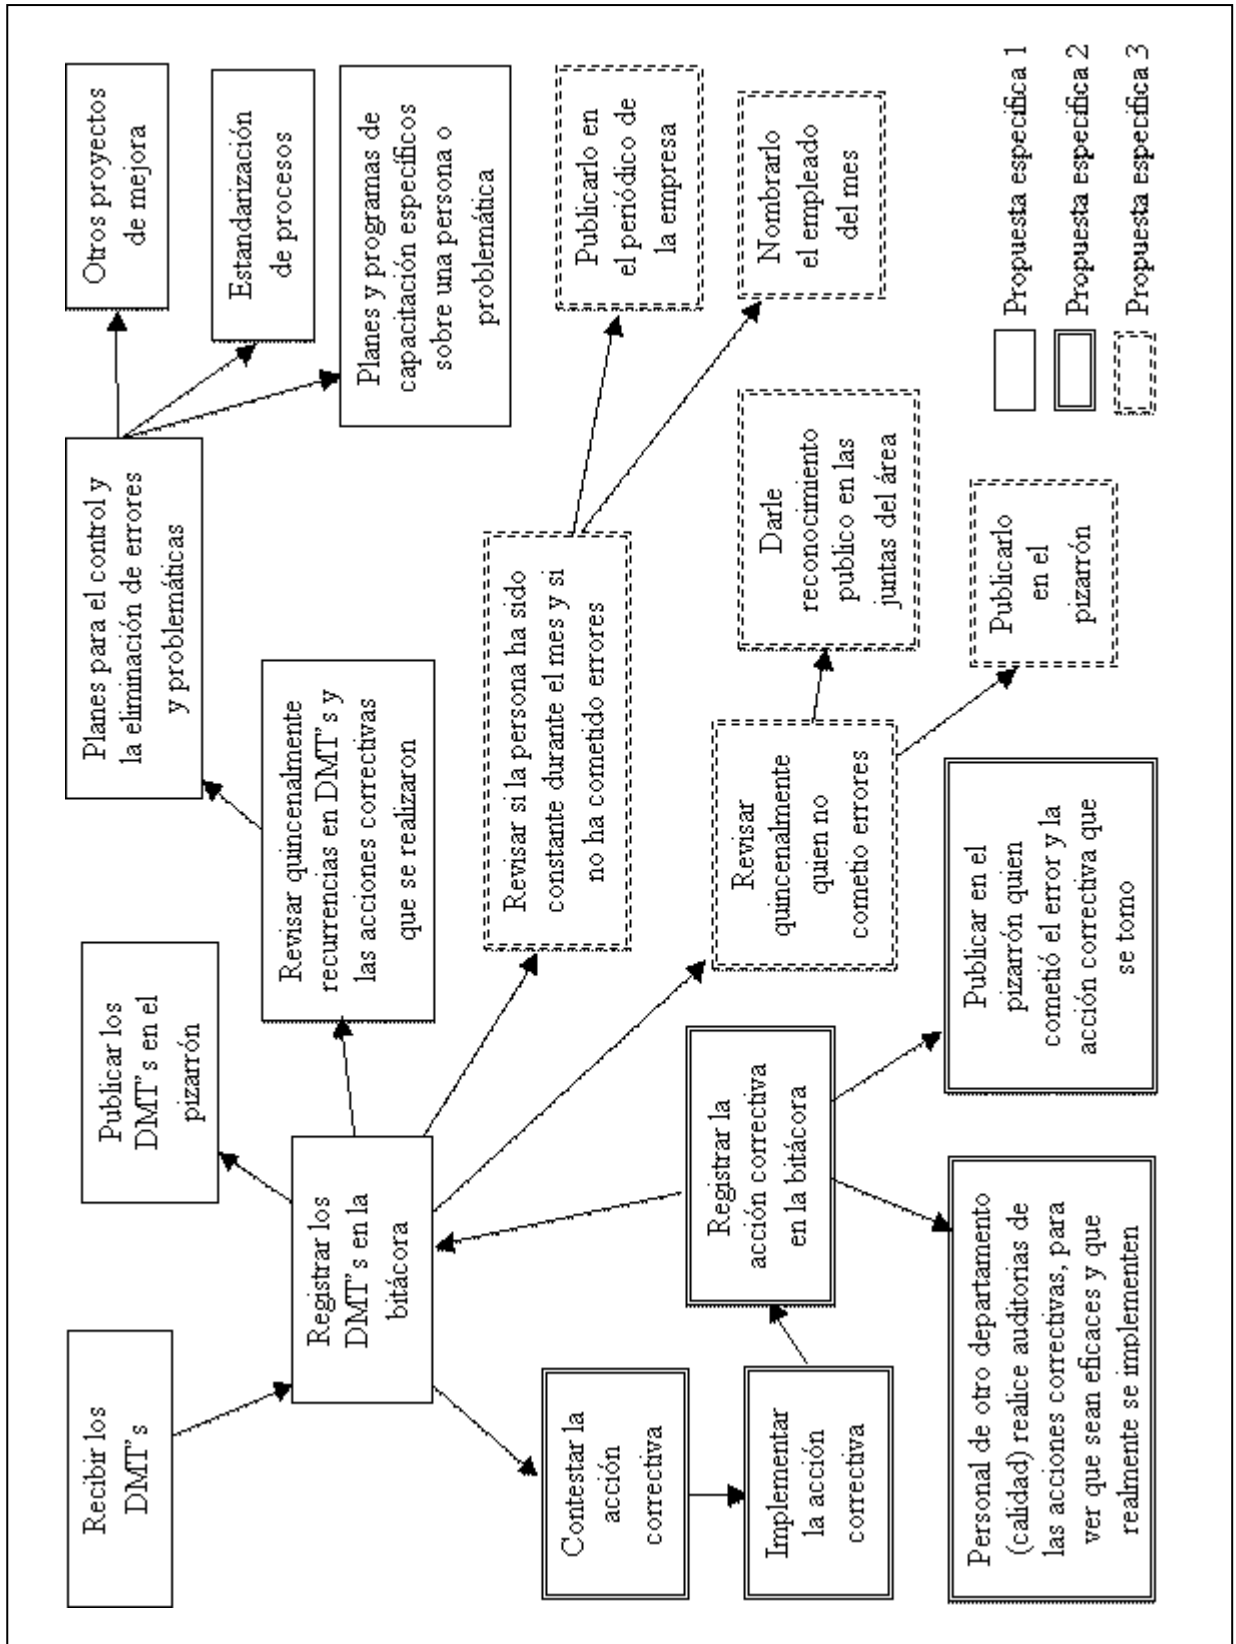 Recibir los
DMT's
Publicar los
DMT's en el
pizarrón
Planes para el control y
la eliminación de errores
y problemáticas
Otros proyectos
de mejora
Estandarización
de procesos
Planes y programas de
capacitación específicos
sobre una persona o
problemática
Registrar los
DMT's en la
bitácora
Revisar quincenalmente
recurrencias en DMT's y
las acciones correctivas
que se realizaron
Revisar si la persona ha sido
constante durante el mes y si
no ha cometido errores
Publicarlo en
el periódico de
la empresa
Nombrarlo
el empleado
del mes
Contestar la
acción
correctiva
Implementar
la acción
correctiva
Registrar la
acción correctiva
en la bitácora
Revisar
quincenalmente
quien no
cometio errores
Darle
reconocimiento
publico en las
juntas del área
Publicarlo
en el
pizarrón
Personal de otro departamento
(calidad) realice auditorias de
las acciones correctivas, para
ver que sean eficaces y que
realmente se implementen
Publicar en el
pizarrón quien
cometió el error y la
acción correctiva que
se tomo
Propuesta específica 1
Propuesta específica 2
Propuesta específica 3